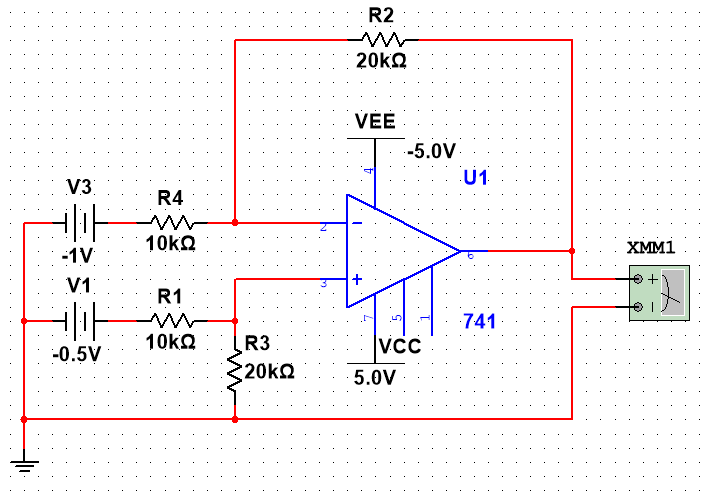 R2
20kΩ
VEE
-5.0V
4
U1
V3
R4
2
-1V
10kΩ
6
XMM1
V1
R1
3
-0.5V
10kΩ
7
5
1
741
R3
20kΩ
VCC
5.0V